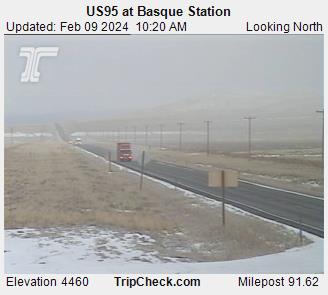 US95 at Basque Station
Updated: Feb 09 2024 10:20 AM Looking North
Elevation 4460 TripCheck.com Milepost 91.62